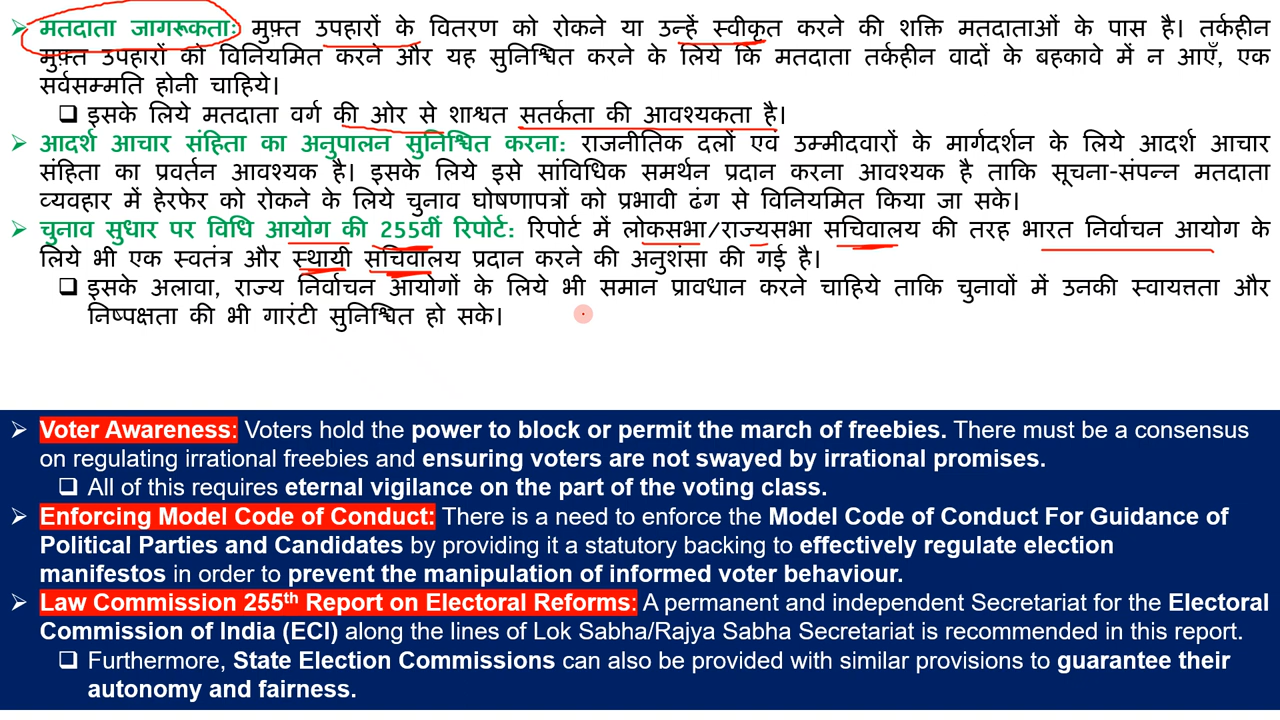 ➢ मतदाता जागरूकता: मुफ़्त उपहारों के वितरण को रोकने या उन्हें स्वीकृत करने की शक्ति मतदाताओं के पास है। तर्कहीन
मुफ़्त उपहारों को विनियमित करने और यह सुनिश्चित करने के लिये कि मतदाता तर्कहीन वादों के बहकावे में न आएँ, एक
सर्वसम्मति होनी चाहिये।
❑ इसके लिये मतदाता वर्ग की ओर से शाश्वत सतर्कता की आवश्यकता है।
➢ आदर्श आचार संहिता का अनुपालन सुनिश्चित करना: राजनीतिक दलों एवं उम्मीदवारों के मार्गदर्शन के लिये आदर्श आचार
संहिता का प्रवर्तन आवश्यक है। इसके लिये इसे सांविधिक समर्थन प्रदान करना आवश्यक है ताकि सूचना-संपन्न मतदाता
व्यवहार में हेरफेर को रोकने के लिये चुनाव घोषणापत्रों को प्रभावी ढंग से विनियमित किया जा सके।
➢ चुनाव सुधार पर विधि आयोग की 255वीं रिपोर्ट: रिपोर्ट में लोकसभा/राज्यसभा सचिवालय की तरह भारत निर्वाचन आयोग के
लिये भी एक स्वतंत्र और स्थायी सचिवालय प्रदान करने की अनुशंसा की गई है।
❑ इसके अलावा, राज्य निर्वाचन आयोगों के लिये भी समान प्रावधान करने चाहिये ताकि चुनावों में उनकी स्वायत्तता और
निष्पक्षता की भी गारंटी सुनिश्चित हो सके।
➢ Voter Awareness: Voters hold the power to block or permit the march of freebies. There must be a consensus
on regulating irrational freebies and ensuring voters are not swayed by irrational promises.
❑ All of this requires eternal vigilance on the part of the voting class.
➢ Enforcing Model Code of Conduct: There is a need to enforce the Model Code of Conduct For Guidance of
Political Parties and Candidates by providing it a statutory backing to effectively regulate election
manifestos in order to prevent the manipulation of informed voter behaviour.
➢ Law Commission 255th Report on Electoral Reforms: A permanent and independent Secretariat for the Electoral
Commission of India (ECI) along the lines of Lok Sabha/Rajya Sabha Secretariat is recommended in this report.
❑ Furthermore, State Election Commissions can also be provided with similar provisions to guarantee their
autonomy and fairness.